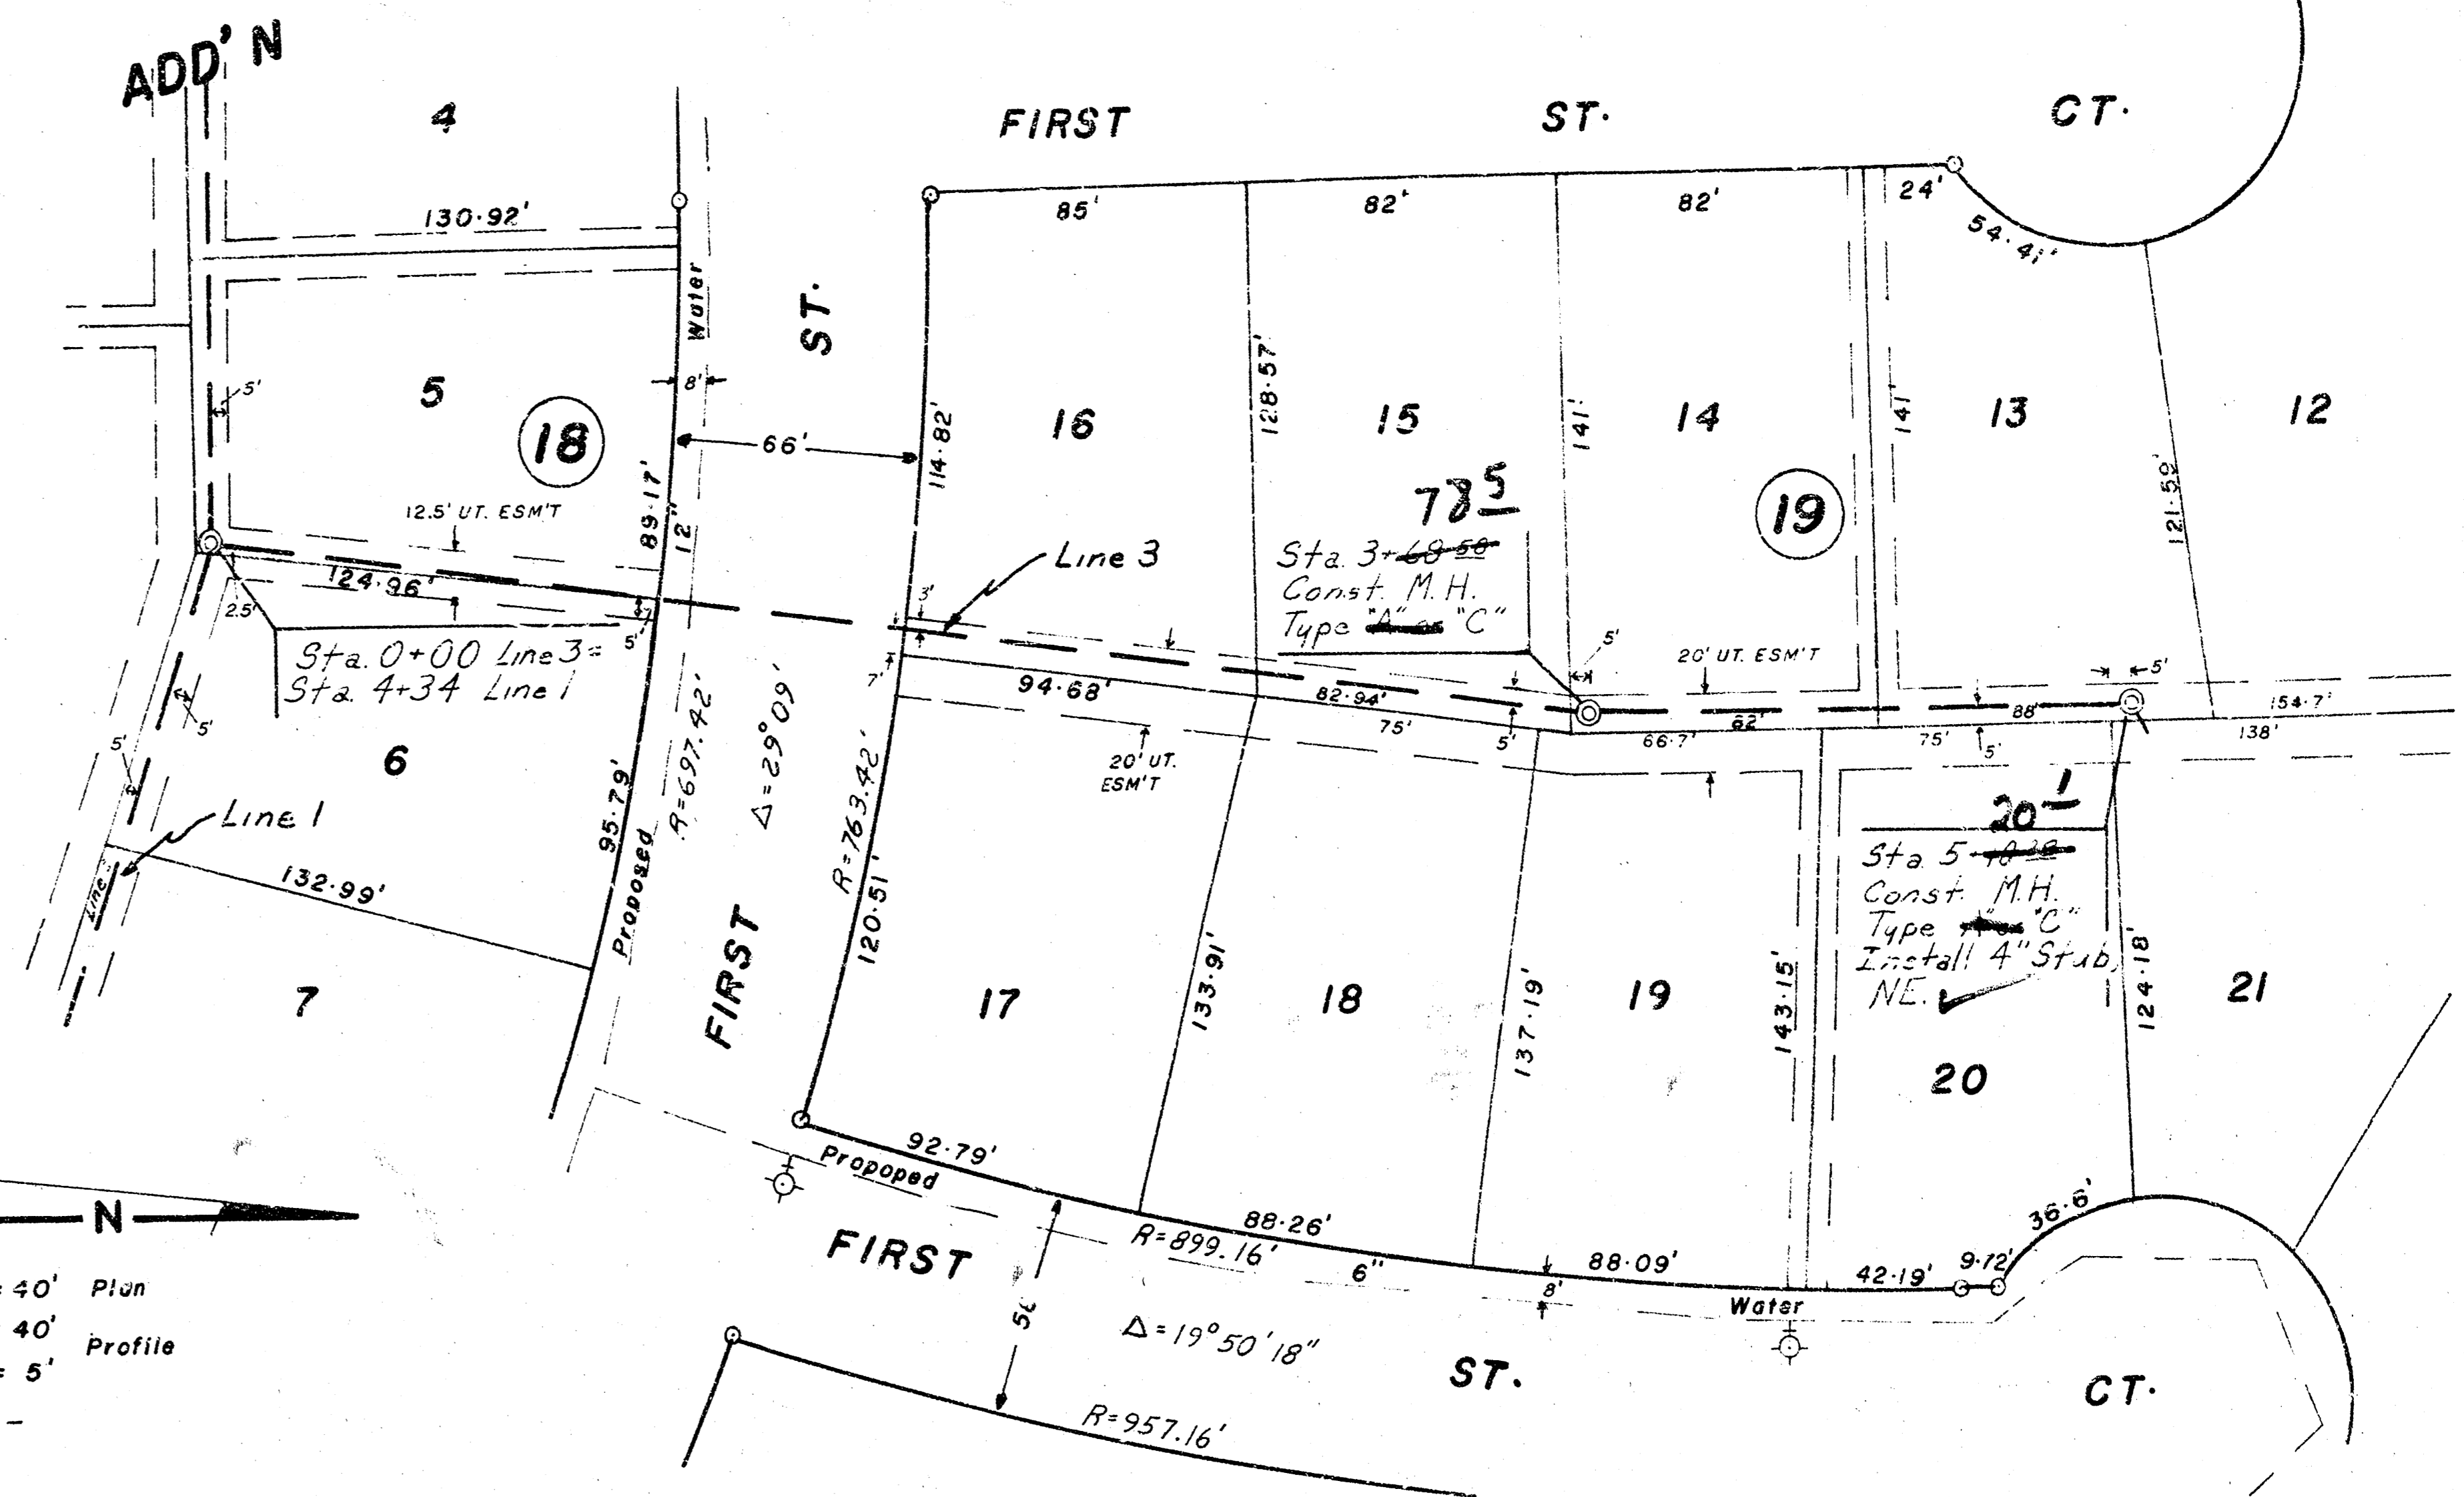 ADD'N
4
FIRST ST. CT.
130.92'
85'
82'
82'
24'
54.41'
Water
ST.
8'
5'
5
18
66'
114.82'
16
128.57'
15
141'
14
141'
13
12
121.59'
19
89.17'
12"
12.5' UT. ESM'T
124.96'
2.5'
5'
Sta. 0+00 Line 3=
Sta. 4+34 Line 1
Line 3
3'
7'
78 5
Sta. 3+68 58
Const. M.H.
Type "A" or "C"
5'
20' UT. ESM'T
5'
94.68'
82.94'
75'
5'
62'
66.7'
88'
75'
5'
154.7'
138'
20' UT.
ESM'T
5'
5'
6
Line 1
Line
132.99'
7
95.79'
Proposed
R=697.42'
Δ=29°09'
R=763.42'
120.51'
FIRST
17
133.91'
18
137.19'
19
143.15'
20 1
Sta. 5+
Const. M.H.
Type "C"
Install 4" Stub,
NE.
124.18'
21
20
92.79'
Propoped
88.26'
R=899.16'
6"
88.09'
8'
42.19'
9.72'
36.6'
Water
FIRST
ST.
CT.
Δ=19°50'18"
R=957.16'
N
= 40' Plan
= 40'
Profile
= 5'